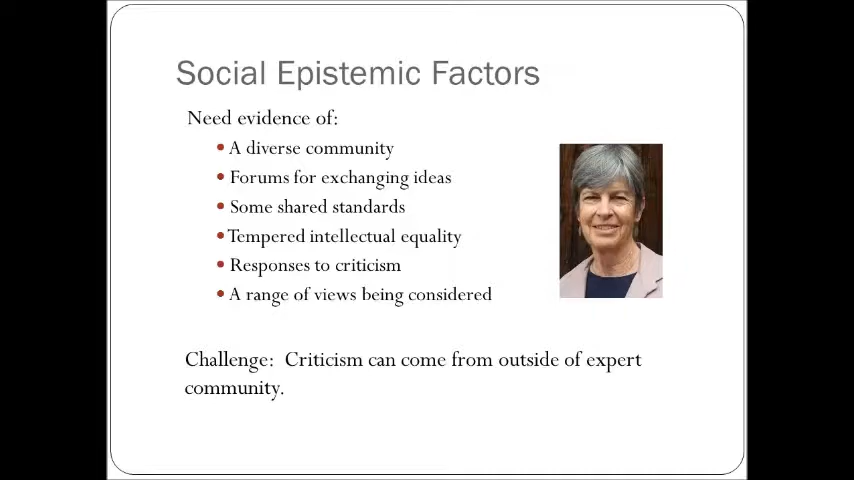 Social Epistemic Factors
Need evidence of:
• A diverse community
• Forums for exchanging ideas
• Some shared standards
• Tempered intellectual equality
• Responses to criticism
• A range of views being considered
Challenge: Criticism can come from outside of expert
community.